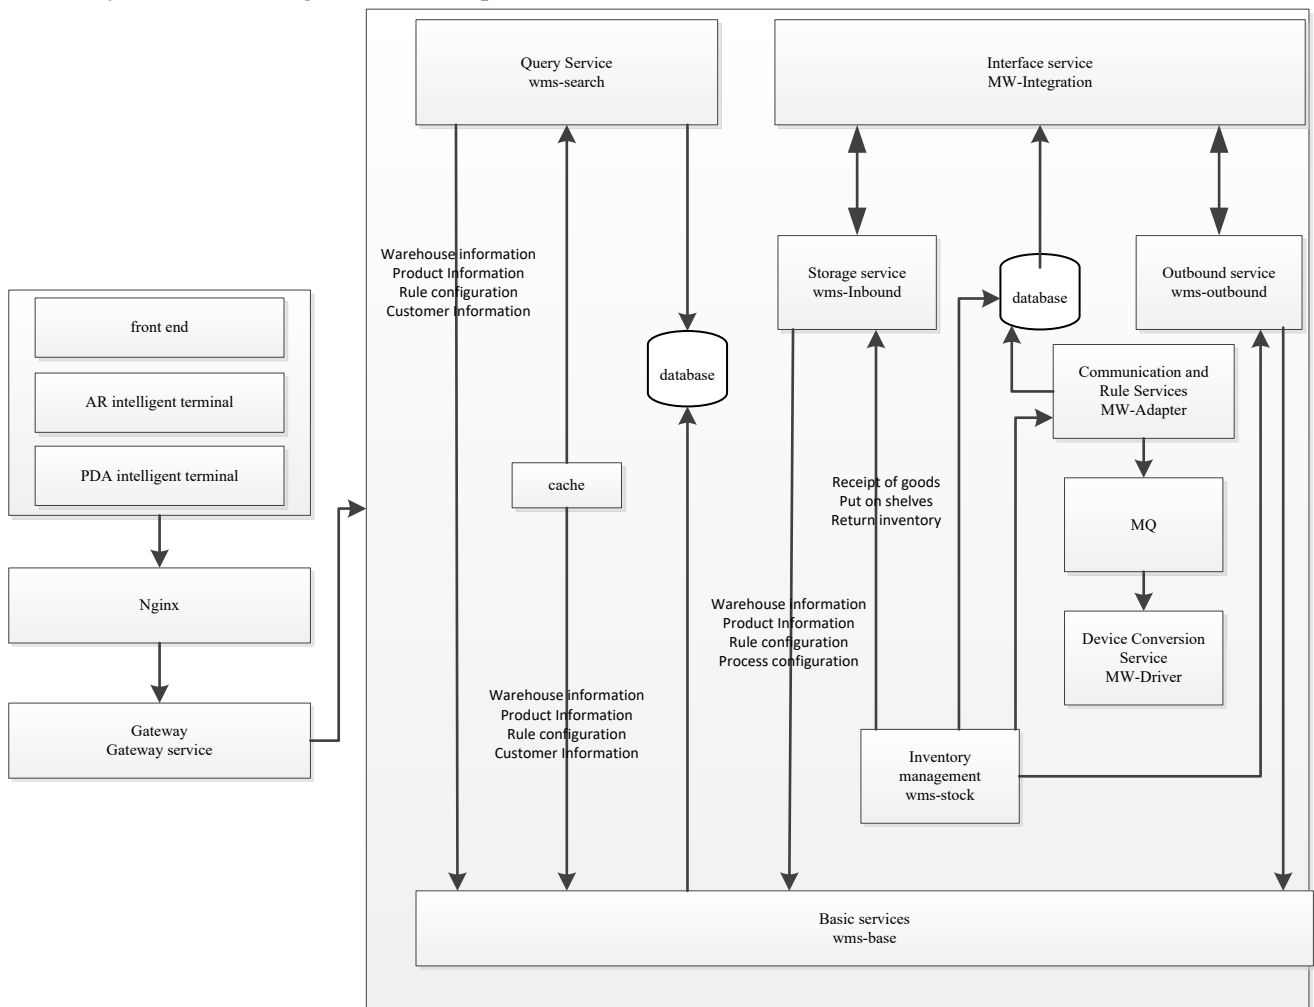 Query Service
wms-search
Interface service
MW-Integration
Warehouse information
Product Information
Rule configuration
Customer Information
Storage service
wms-Inbound
database
Outbound service
wms-outbound
front end
AR intelligent terminal
PDA intelligent terminal
database
Communication and
Rule Services
MW-Adapter
cache
Receipt of goods
Put on shelves
Return inventory
MQ
Nginx
Warehouse information
Product Information
Rule configuration
Process configuration
Device Conversion
Service
MW-Driver
Warehouse information
Product Information
Rule configuration
Customer Information
Gateway
Gateway service
Inventory
management
wms-stock
Basic services
wms-base